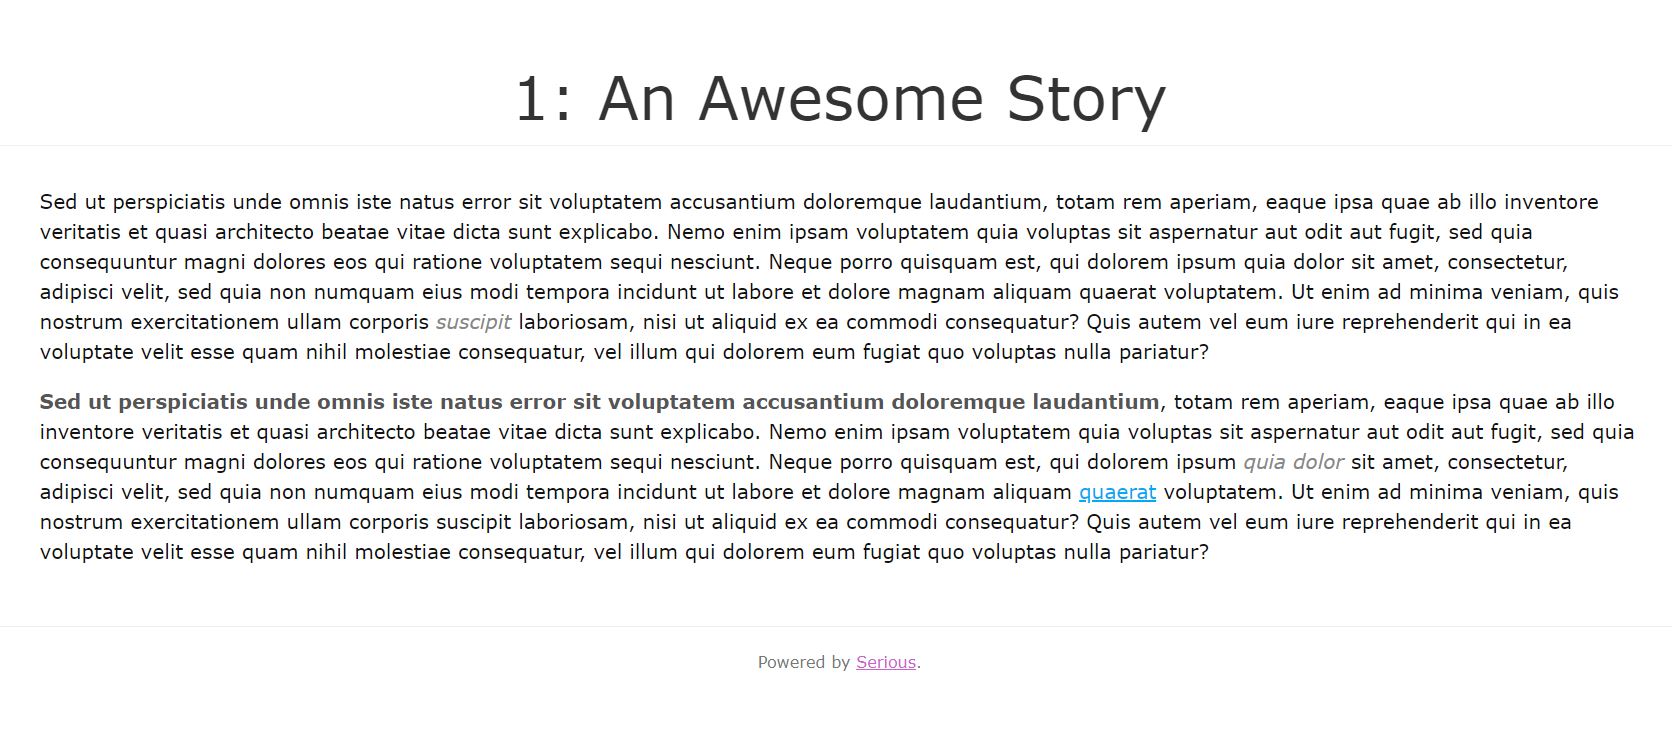 1: An Awesome Story
Sed ut perspiciatis unde omnis iste natus error sit voluptatem accusantium doloremque laudantium, totam rem aperiam, eaque ipsa quae ab illo inventore
veritatis et quasi architecto beatae vitae dicta sunt explicabo. Nemo enim ipsam voluptatem quia voluptas sit aspernatur aut odit aut fugit, sed quia
consequuntur magni dolores eos qui ratione voluptatem sequi nesciunt. Neque porro quisquam est, qui dolorem ipsum quia dolor sit amet, consectetur,
adipisci velit, sed quia non numquam eius modi tempora incidunt ut labore et dolore magnam aliquam quaerat voluptatem. Ut enim ad minima veniam, quis
nostrum exercitationem ullam corporis suscipit laboriosam, nisi ut aliquid ex ea commodi consequatur? Quis autem vel eum iure reprehenderit qui in ea
voluptate velit esse quam nihil molestiae consequatur, vel illum qui dolorem eum fugiat quo voluptas nulla pariatur?
Sed ut perspiciatis unde omnis iste natus error sit voluptatem accusantium doloremque laudantium, totam rem aperiam, eaque ipsa quae ab illo
inventore veritatis et quasi architecto beatae vitae dicta sunt explicabo. Nemo enim ipsam voluptatem quia voluptas sit aspernatur aut odit aut fugit, sed quia
consequuntur magni dolores eos qui ratione voluptatem sequi nesciunt. Neque porro quisquam est, qui dolorem ipsum quia dolor sit amet, consectetur,
adipisci velit, sed quia non numquam eius modi tempora incidunt ut labore et dolore magnam aliquam quaerat voluptatem. Ut enim ad minima veniam, quis
nostrum exercitationem ullam corporis suscipit laboriosam, nisi ut aliquid ex ea commodi consequatur? Quis autem vel eum iure reprehenderit qui in ea
voluptate velit esse quam nihil molestiae consequatur, vel illum qui dolorem eum fugiat quo voluptas nulla pariatur?
Powered by Serious.